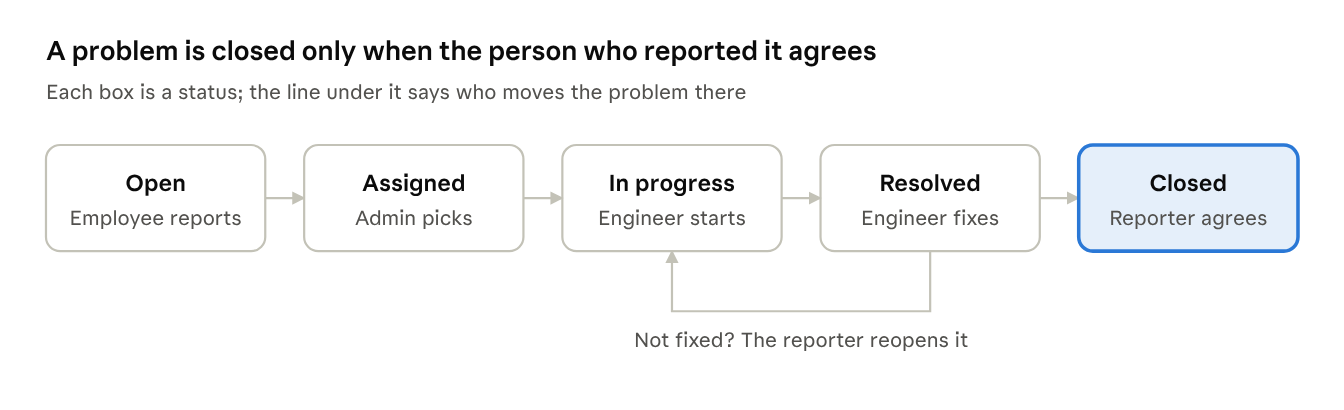 A problem is closed only when the person who reported it agrees
Each box is a status; the line under it says who moves the problem there
Open
Employee reports
Assigned
Admin picks
In progress
Engineer starts
Resolved
Engineer fixes
Closed
Reporter agrees
Not fixed? The reporter reopens it